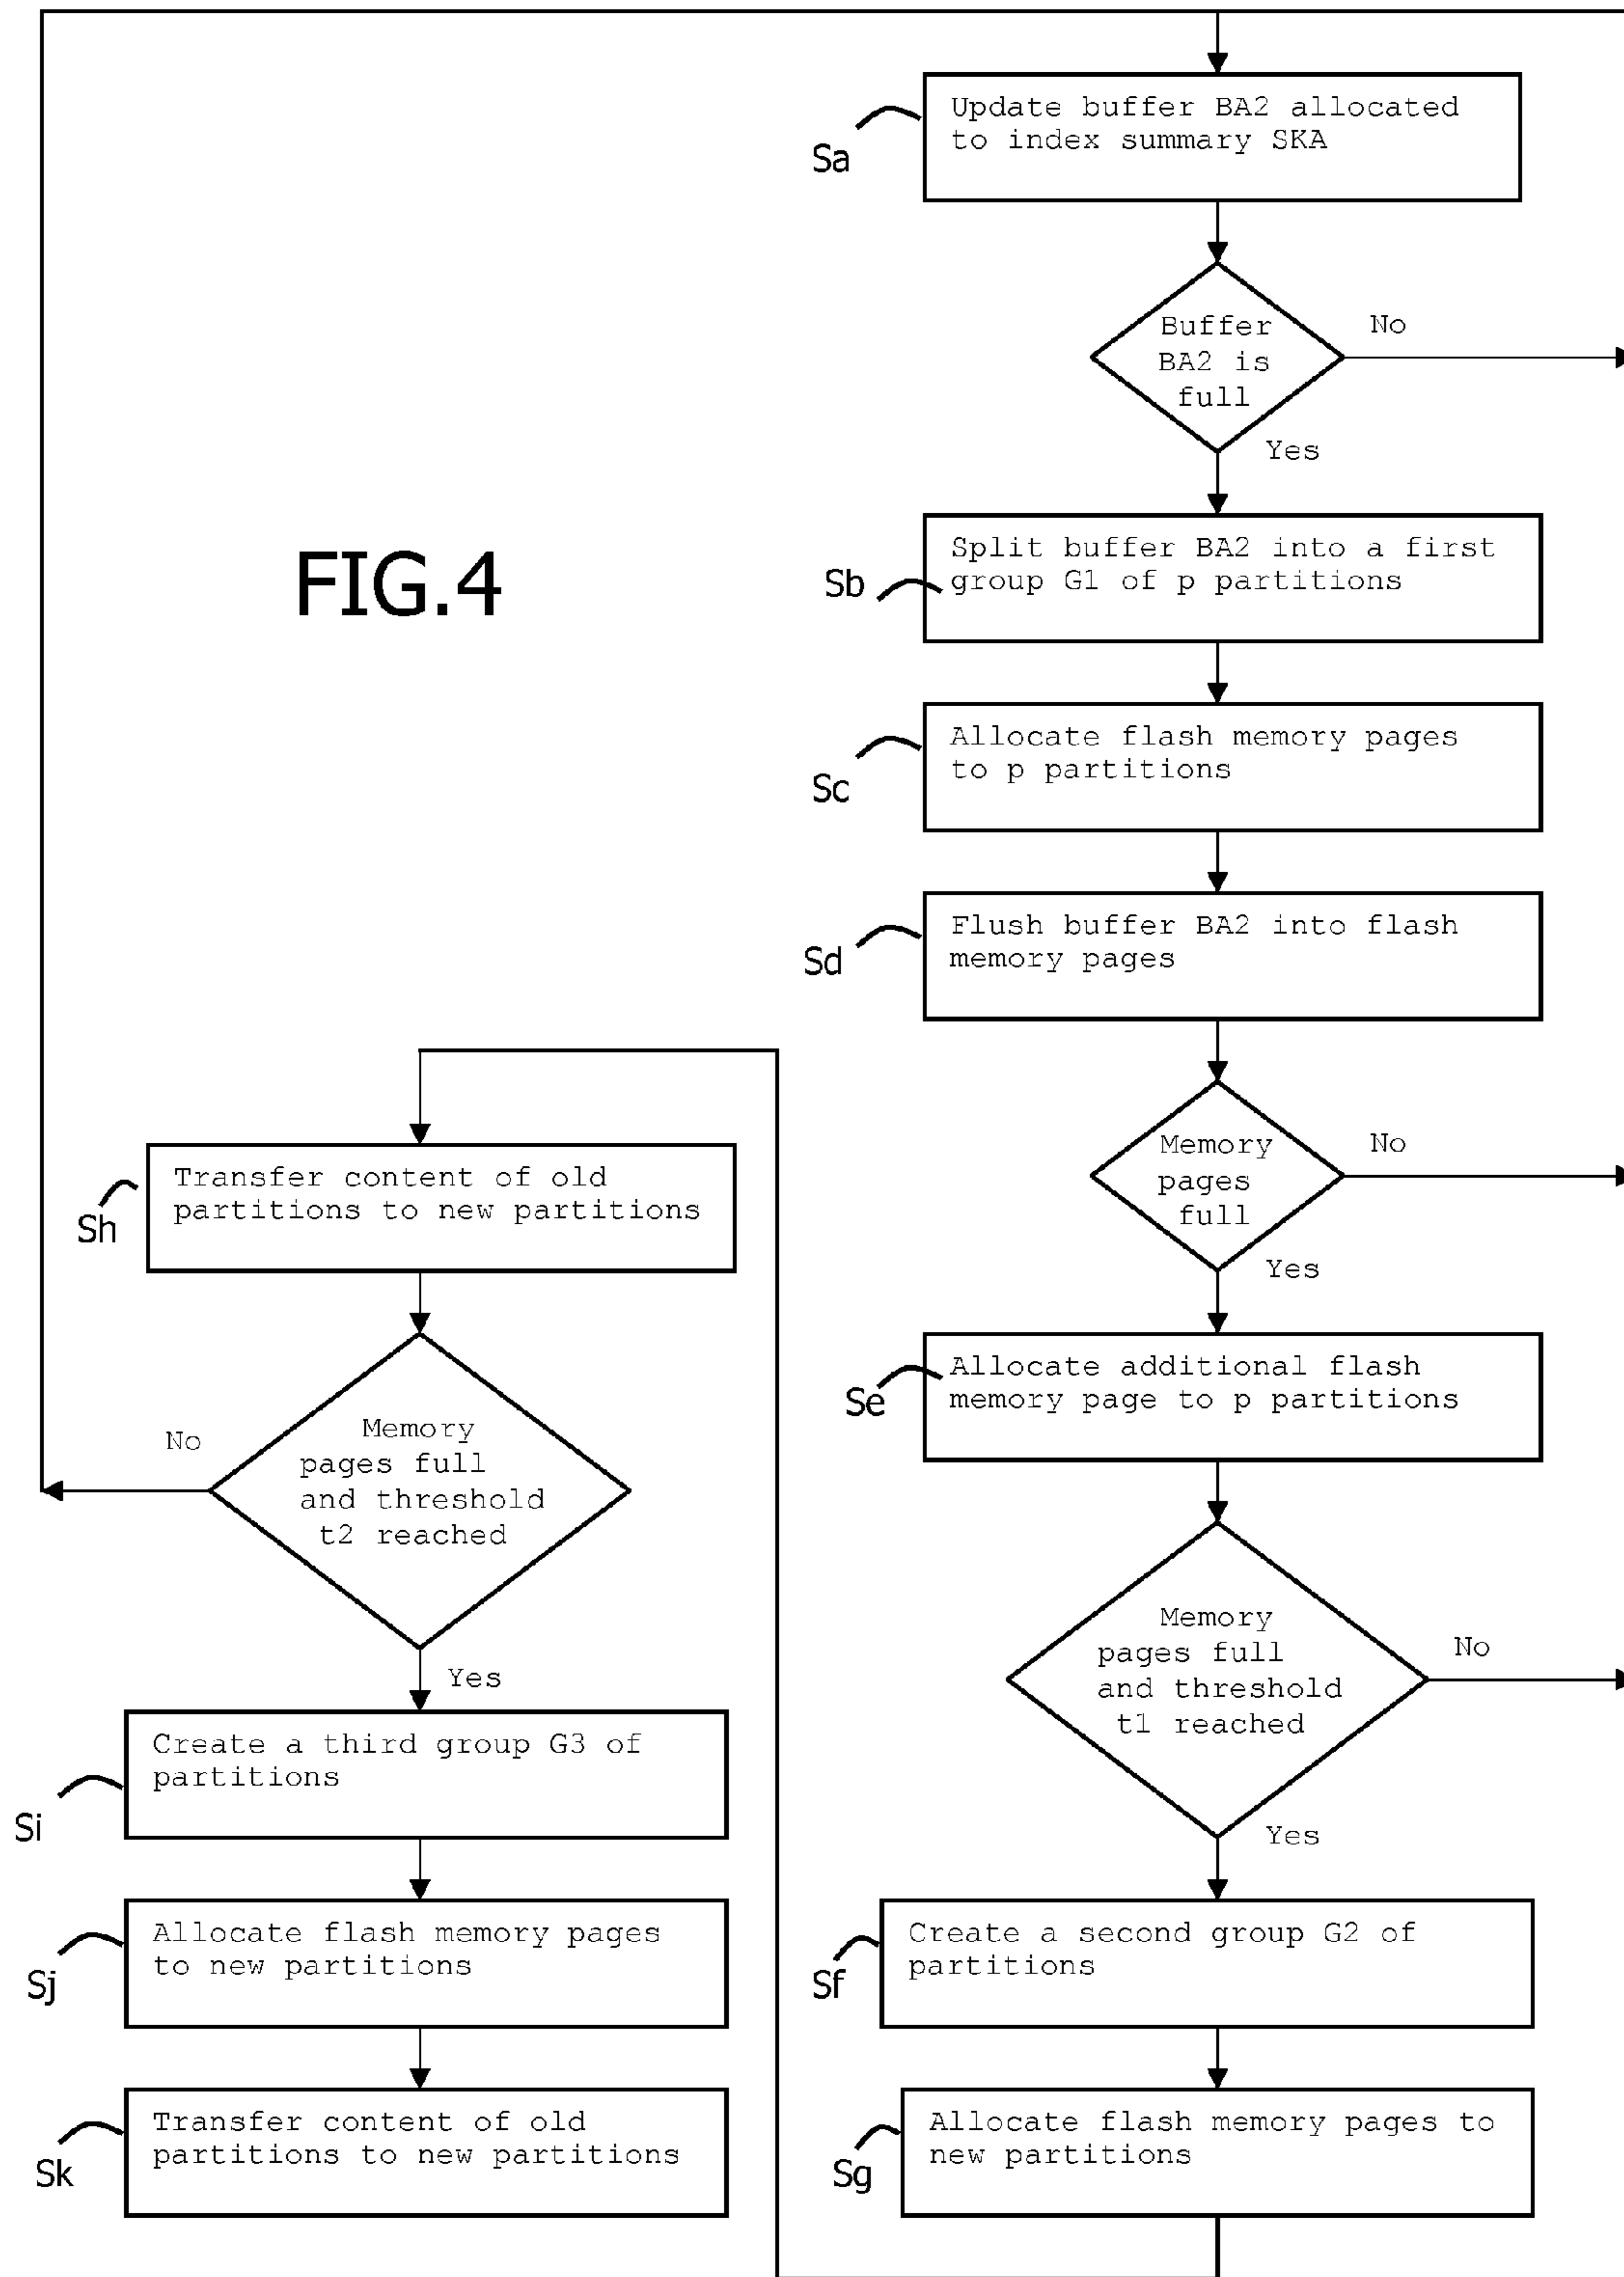 Update buffer BA2 allocated
to index summary SKA
Sa
Buffer
BA2 is
full
No
Yes
FIG.4
Split buffer BA2 into a first
group G1 of p partitions
Sb
Allocate flash memory pages
to p partitions
Sc
Flush buffer BA2 into flash
memory pages
Sd
Memory
pages
full
No
Yes
Allocate additional flash
memory page to p partitions
Se
Memory
pages full
and threshold
t1 reached
No
Yes
Create a second group G2 of
partitions
Sf
Allocate flash memory pages to
new partitions
Sg
Transfer content of old
partitions to new partitions
Sh
Memory
pages full
and threshold
t2 reached
No
Yes
Create a third group G3 of
partitions
Si
Allocate flash memory pages
to new partitions
Sj
Transfer content of old
partitions to new partitions
Sk